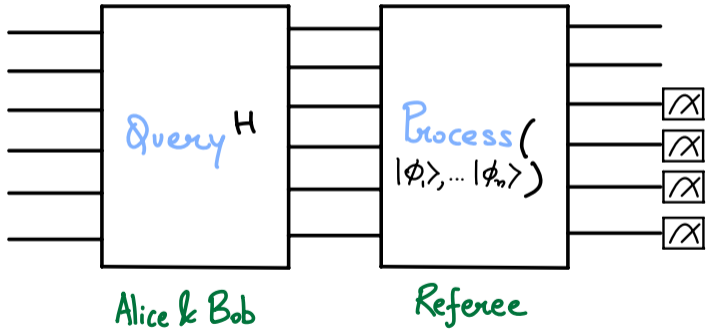 Query H
Process(
|ϕ₁⟩,... |ϕₙ⟩)
Alice & Bob
Referee